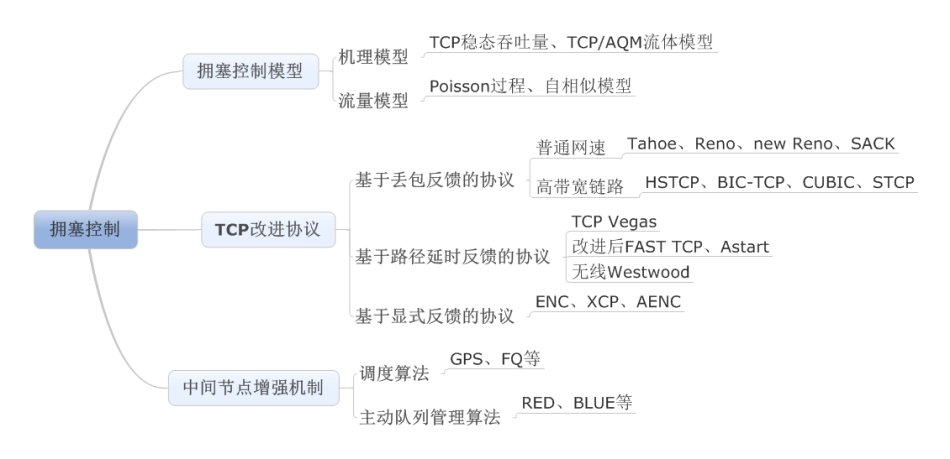 拥塞控制
拥塞控制模型
机理模型
TCP稳态吞吐量、TCP/AQM流体模型
流量模型
Poisson过程、自相似模型
TCP改进协议
基于丢包反馈的协议
普通网速
Tahoe、Reno、new Reno、SACK
高带宽链路
HSTCP、BIC-TCP、CUBIC、STCP
基于路径延时反馈的协议
TCP Vegas
改进后FAST TCP、Astart
无线Westwood
基于显式反馈的协议
ENC、XCP、AENC
中间节点增强机制
调度算法
GPS、FQ等
主动队列管理算法
RED、BLUE等